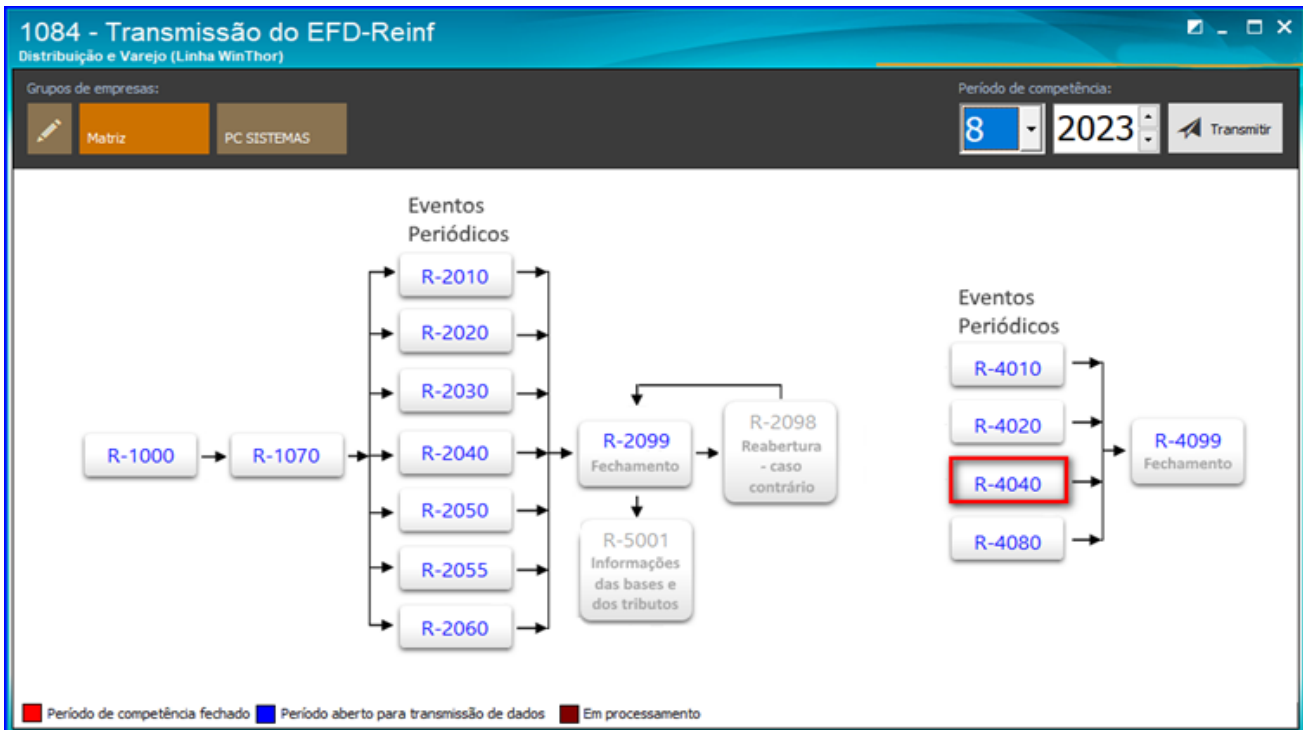 1084 - Transmissão do EFD-Reinf
Distribuição e Varejo (Linha WinThor)
Grupos de empresas:
Matriz
PC SISTEMAS
Período de competência:
8
2023
Transmitir
Eventos
Periódicos
R-2010
R-2020
R-2030
R-2040
R-2050
R-2055
R-2060
R-1000
R-1070
R-2099
Fechamento
R-2098
Reabertura
- caso
contrário
R-5001
Informações
das bases e
dos tributos
Eventos
Periódicos
R-4010
R-4020
R-4040
R-4080
R-4099
Fechamento
Período de competência fechado
Período aberto para transmissão de dados
Em processamento